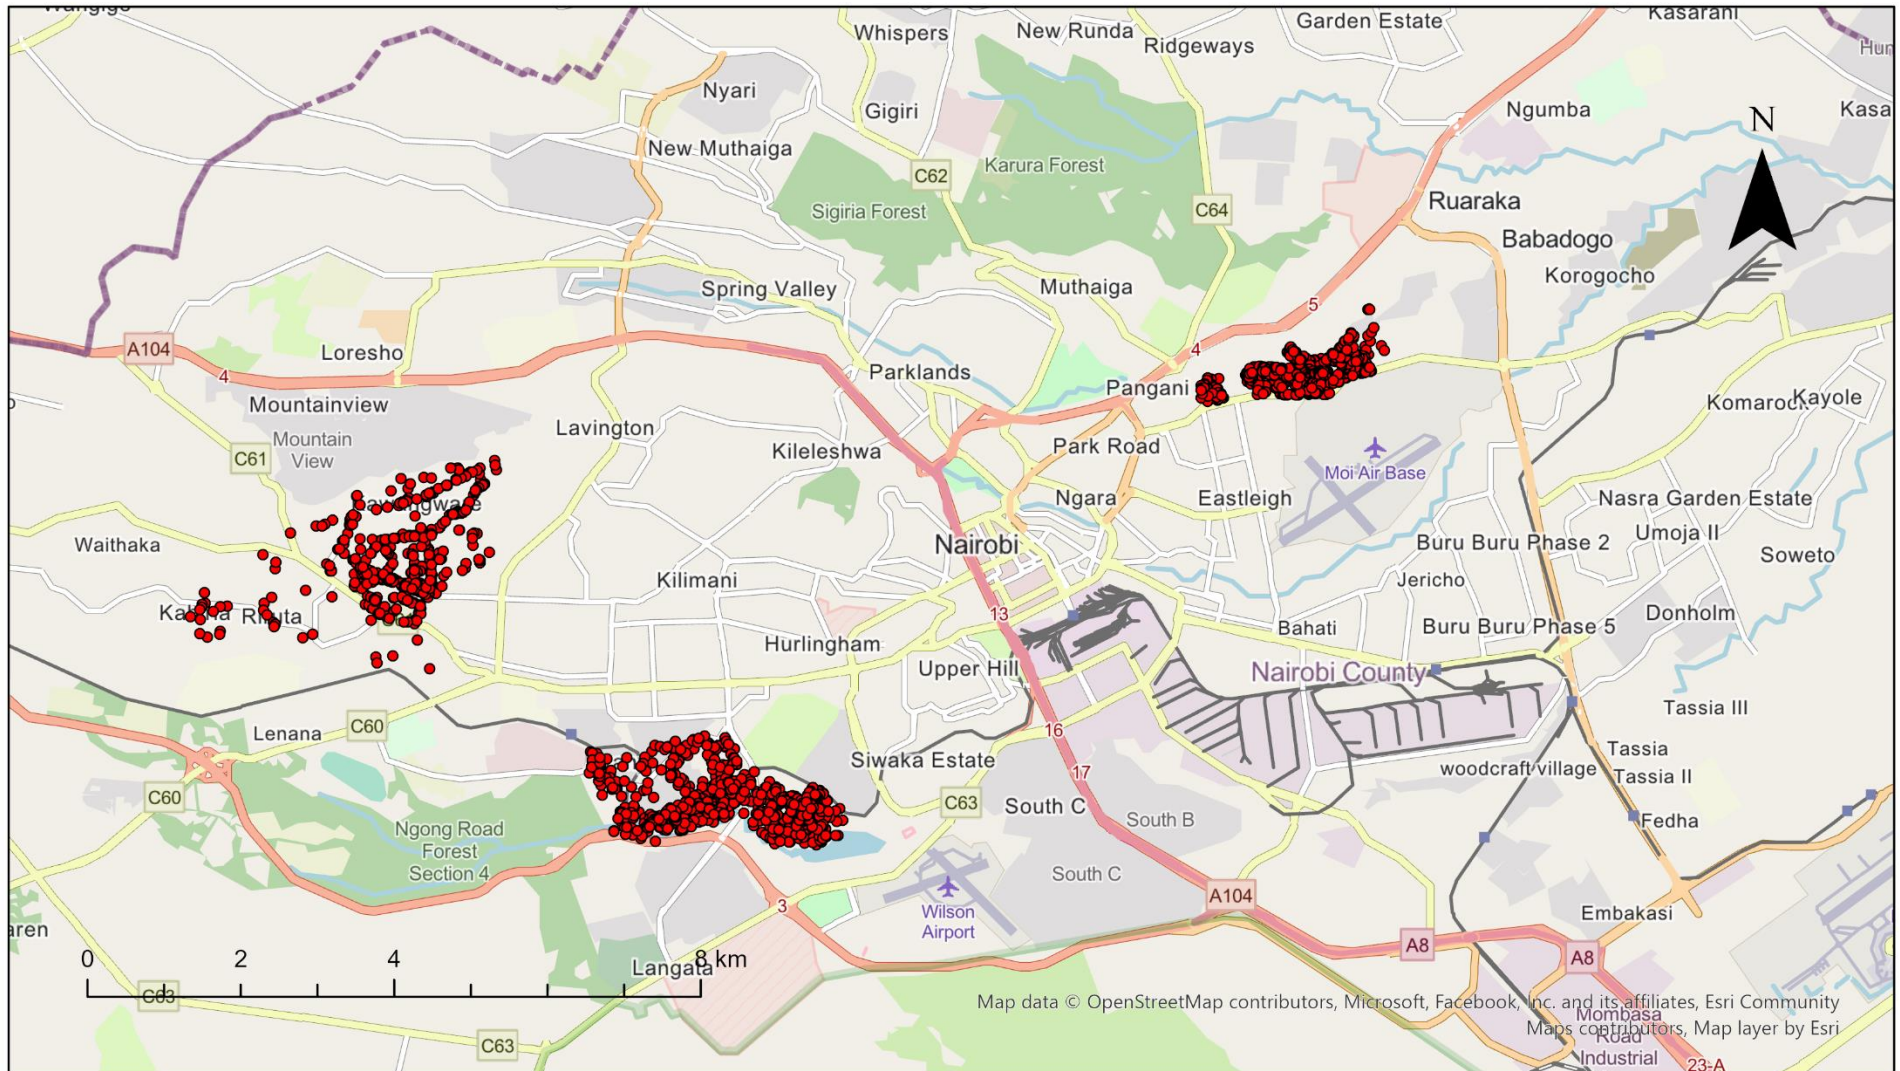 Wangige
Whispers
New Runda
Ridgeways
Garden Estate
Kasarani
Nyari
Gigiri
Ngumba
Kasa
N
New Muthaiga
C62
Karura Forest
Sigiria Forest
C64
Ruaraka
Babadogo
Korogocho
Spring Valley
Muthaiga
5
A104
Loresho
4
4
Parklands
Pangani
Mountainview
Komarock
Kayole
Mountain
View
C61
Lavington
Kileleshwa
Park Road
Moi Air Base
Ngara
Eastleigh
Nasra Garden Estate
Waithaka
Nairobi
Buru Buru Phase 2
Umoja II
Soweto
Kilimani
Jericho
13
Donholm
Hurlingham
Bahati
Buru Buru Phase 5
Upper Hill
Nairobi County
Lenana
C60
16
Tassia III
Siwaka Estate
17
Tassia
woodcraft village
Tassia II
C60
C63
South C
South B
Fedha
Ngong Road
Forest
Section 4
South C
3
Wilson
Airport
A104
Embakasi
aren
A8
A8
0
2
4
8 km
Langata
C63
Map data © OpenStreetMap contributors, Microsoft, Facebook, Inc. and its affiliates, Esri Community
Maps contributors, Map layer by Esri
Mombasa
Road
Industrial
C63
23-A